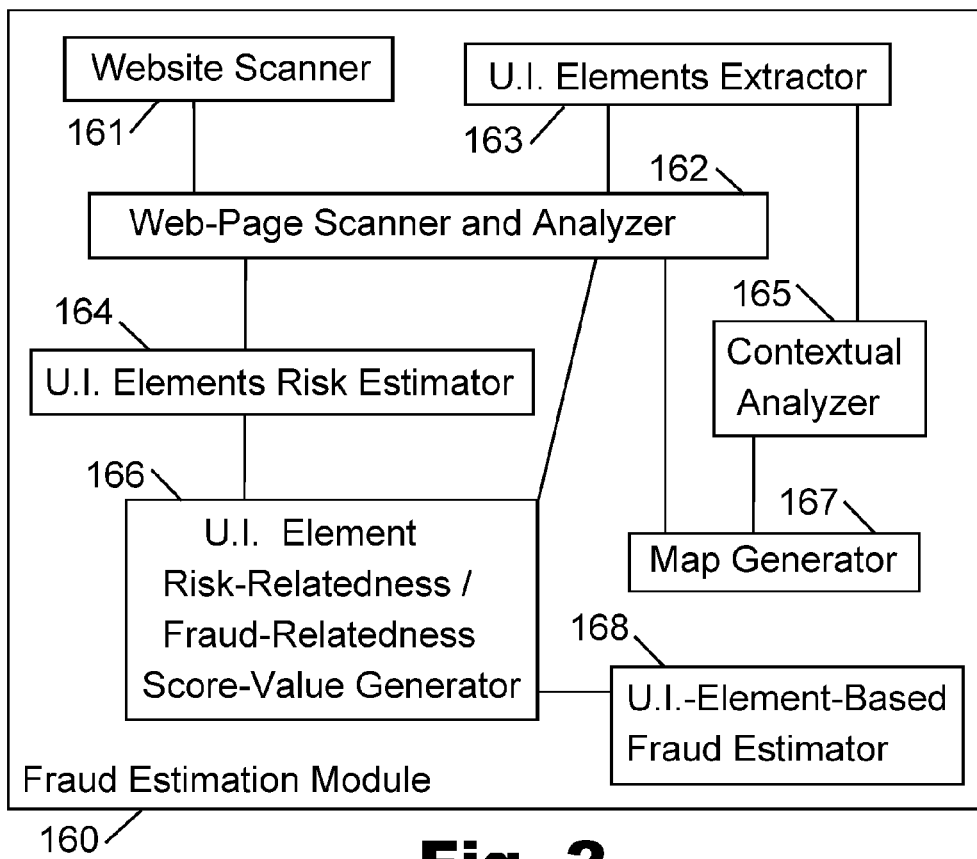 Website Scanner
161
U.I. Elements Extractor
163
162
Web-Page Scanner and Analyzer
164
U.I. Elements Risk Estimator
165
Contextual
Analyzer
166
U.I. Element
Risk-Relatedness /
Fraud-Relatedness
Score-Value Generator
167
Map Generator
168
U.I.-Element-Based
Fraud Estimator
Fraud Estimation Module
160